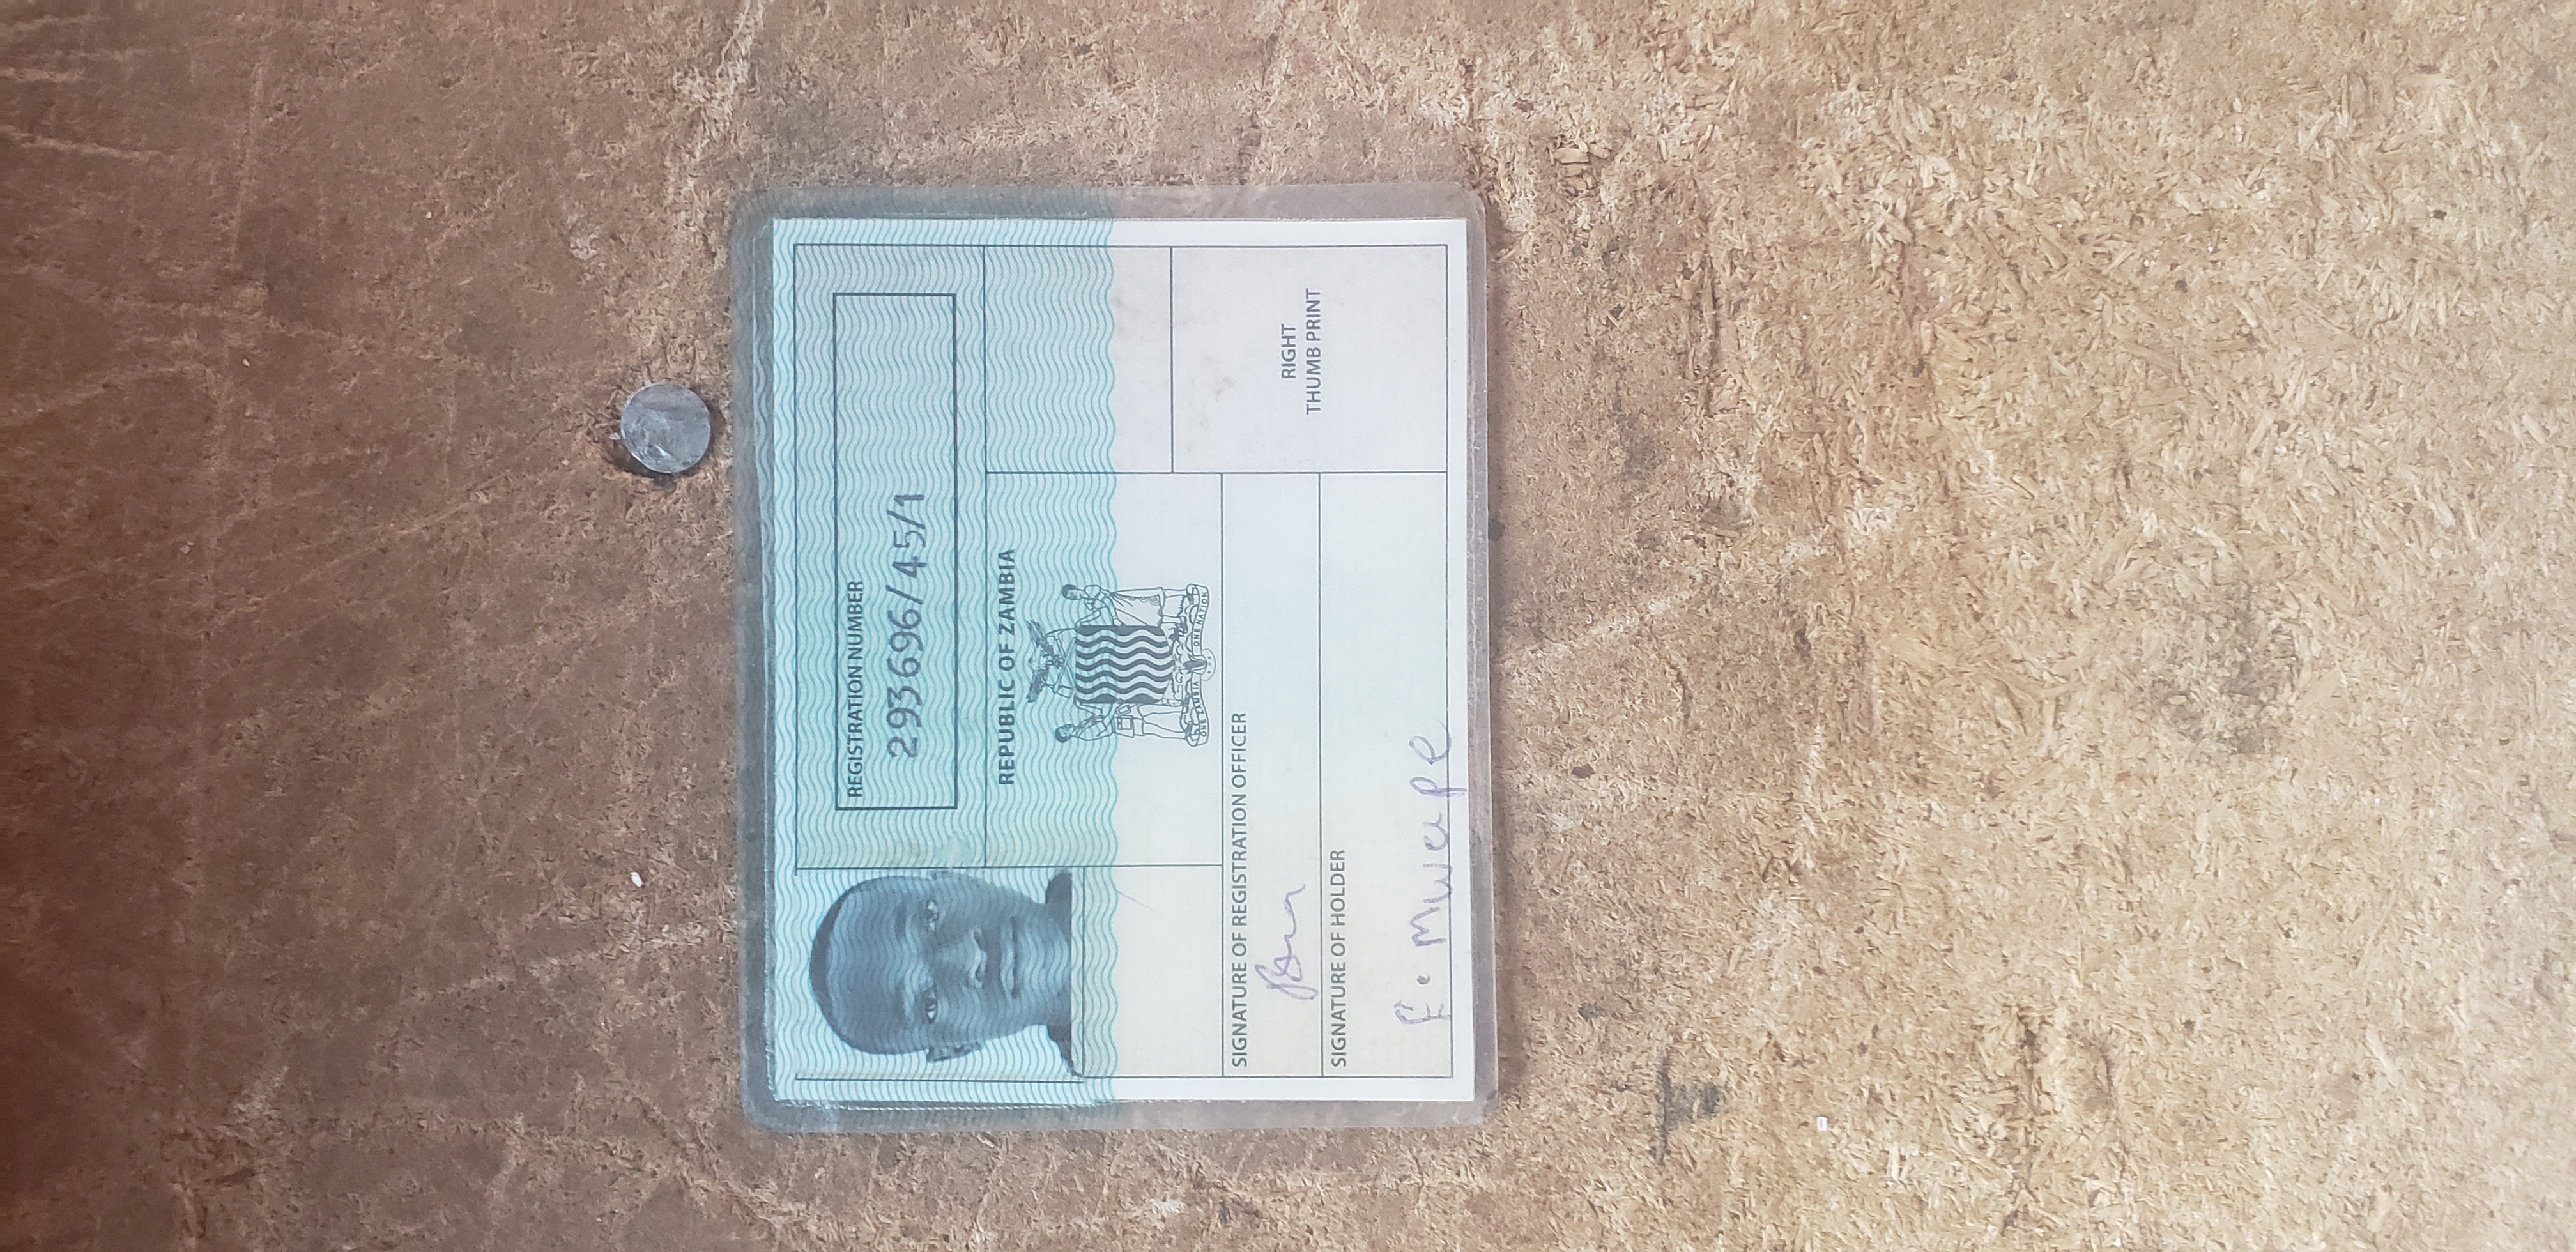 REGISTRATION NUMBER
293696/45/1
REPUBLIC OF ZAMBIA
ONE ZAMBIA ONE NATION
RIGHT
THUMB PRINT
SIGNATURE OF REGISTRATION OFFICER
SIGNATURE OF HOLDER
F. Mwape